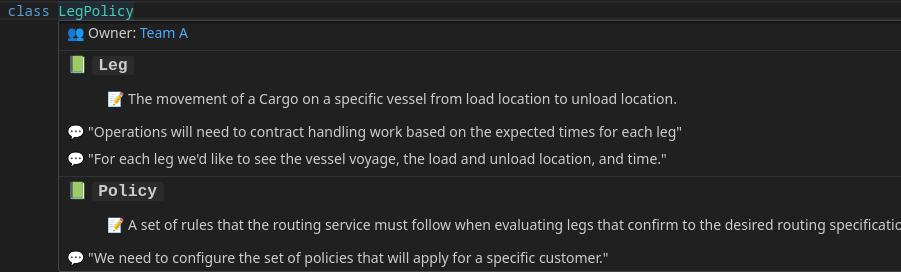 class LegPolicy
👥 Owner: Team A
📗 Leg
📝 The movement of a Cargo on a specific vessel from load location to unload location.
💬 "Operations will need to contract handling work based on the expected times for each leg"
💬 "For each leg we'd like to see the vessel voyage, the load and unload location, and time."
📗 Policy
📝 A set of rules that the routing service must follow when evaluating legs that confirm to the desired routing
💬 "We need to configure the set of policies that will apply for a specific customer."